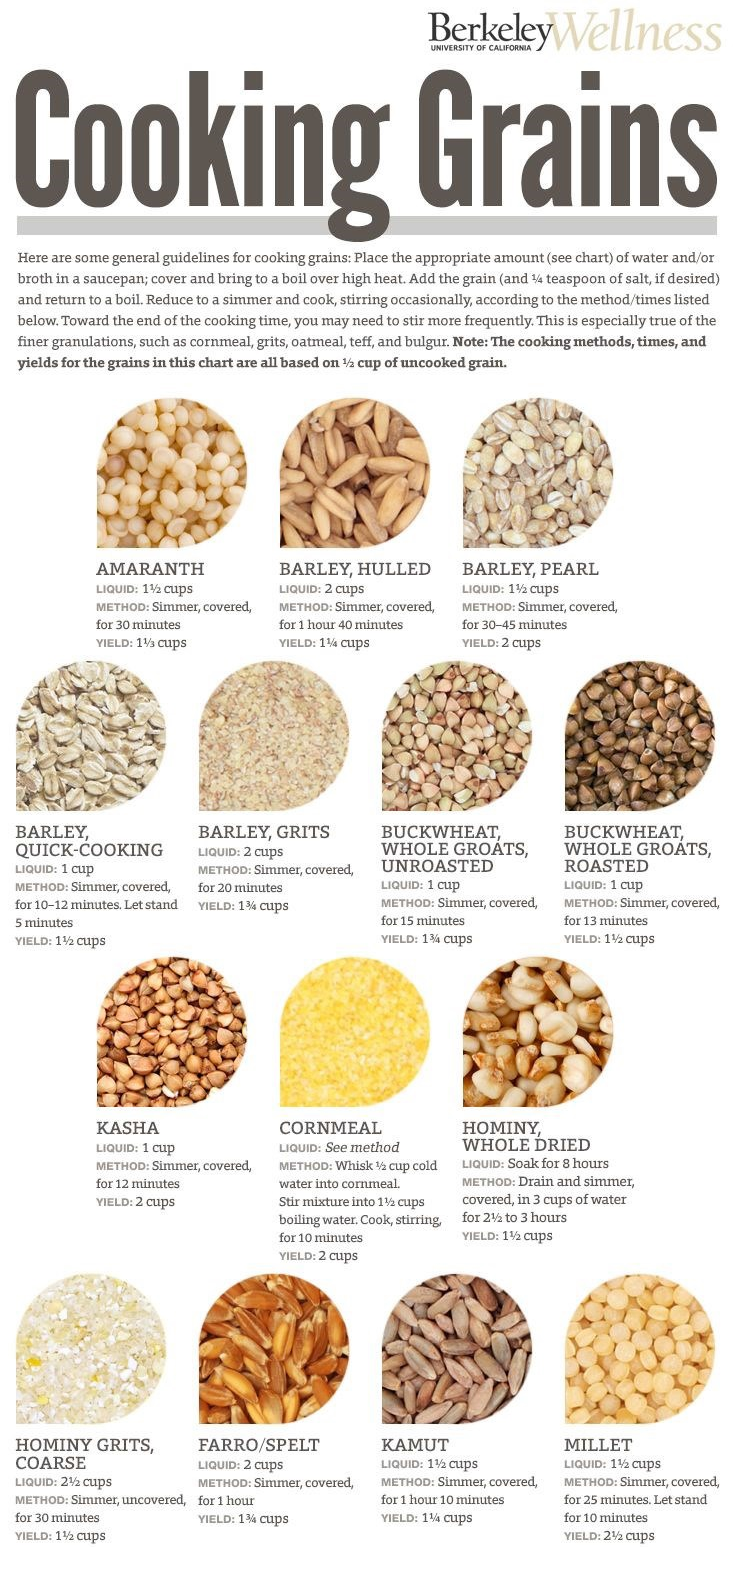 Berkeley Wellness
UNIVERSITY OF CALIFORNIA
Cooking Grains
Here are some general guidelines for cooking grains: Place the appropriate amount (see chart) of water and/or
broth in a saucepan; cover and bring to a boil over high heat. Add the grain (and ¼ teaspoon of salt, if desired)
and return to a boil. Reduce to a simmer and cook, stirring occasionally, according to the method/times listed
below. Toward the end of the cooking time, you may need to stir more frequently. This is especially true of the
finer granulations, such as cornmeal, grits, oatmeal, teff, and bulgur. Note: The cooking methods, times, and
yields for the grains in this chart are all based on ½ cup of uncooked grain.
AMARANTH
LIQUID: 1½ cups
METHOD: Simmer, covered,
for 30 minutes
YIELD: 1⅓ cups
BARLEY, HULLED
LIQUID: 2 cups
METHOD: Simmer, covered,
for 1 hour 40 minutes
YIELD: 1¼ cups
BARLEY, PEARL
LIQUID: 1½ cups
METHOD: Simmer, covered,
for 30–45 minutes
YIELD: 2 cups
BARLEY,
QUICK-COOKING
LIQUID: 1 cup
METHOD: Simmer, covered,
for 10–12 minutes. Let stand
5 minutes
YIELD: 1½ cups
BARLEY, GRITS
LIQUID: 2 cups
METHOD: Simmer, covered,
for 20 minutes
YIELD: 1¾ cups
BUCKWHEAT,
WHOLE GROATS,
UNROASTED
LIQUID: 1 cup
METHOD: Simmer, covered,
for 15 minutes
YIELD: 1¾ cups
BUCKWHEAT,
WHOLE GROATS,
ROASTED
LIQUID: 1 cup
METHOD: Simmer, covered,
for 13 minutes
YIELD: 1½ cups
KASHA
LIQUID: 1 cup
METHOD: Simmer, covered,
for 12 minutes
YIELD: 2 cups
CORNMEAL
LIQUID: See method
METHOD: Whisk ½ cup cold
water into cornmeal.
Stir mixture into 1½ cups
boiling water. Cook, stirring,
for 10 minutes
YIELD: 2 cups
HOMINY,
WHOLE DRIED
LIQUID: Soak for 8 hours
METHOD: Drain and simmer,
covered, in 3 cups of water
for 2½ to 3 hours
YIELD: 1½ cups
HOMINY GRITS,
COARSE
LIQUID: 2½ cups
METHOD: Simmer, uncovered,
for 30 minutes
YIELD: 1½ cups
FARRO/SPELT
LIQUID: 2 cups
METHOD: Simmer, covered,
for 1 hour
YIELD: 1¾ cups
KAMUT
LIQUID: 1½ cups
METHOD: Simmer, covered,
for 1 hour 10 minutes
YIELD: 1¼ cups
MILLET
LIQUID: 1½ cups
METHOD: Simmer, covered,
for 25 minutes. Let stand
for 10 minutes
YIELD: 2½ cups